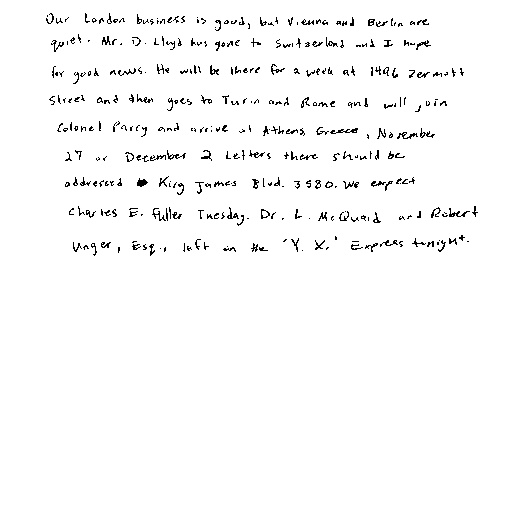 Our London business is good, but Vienna and Berlin are
quiet. Mr. D. Lloyd has gone to Switzerland and I hope
for good news. He will be there for a week at 1496 Zermott
Street and then goes to Turin and Rome and will join
Colonel Parry and arrive at Athens, Greece, November
27 or December 2. Letters there should be
addressed King James Blvd. 3580. We expect
Charles E. Fuller Tuesday. Dr. L. McQuaid and Robert
Unger, Esq., left on the 'Y. X.' Express tonight.